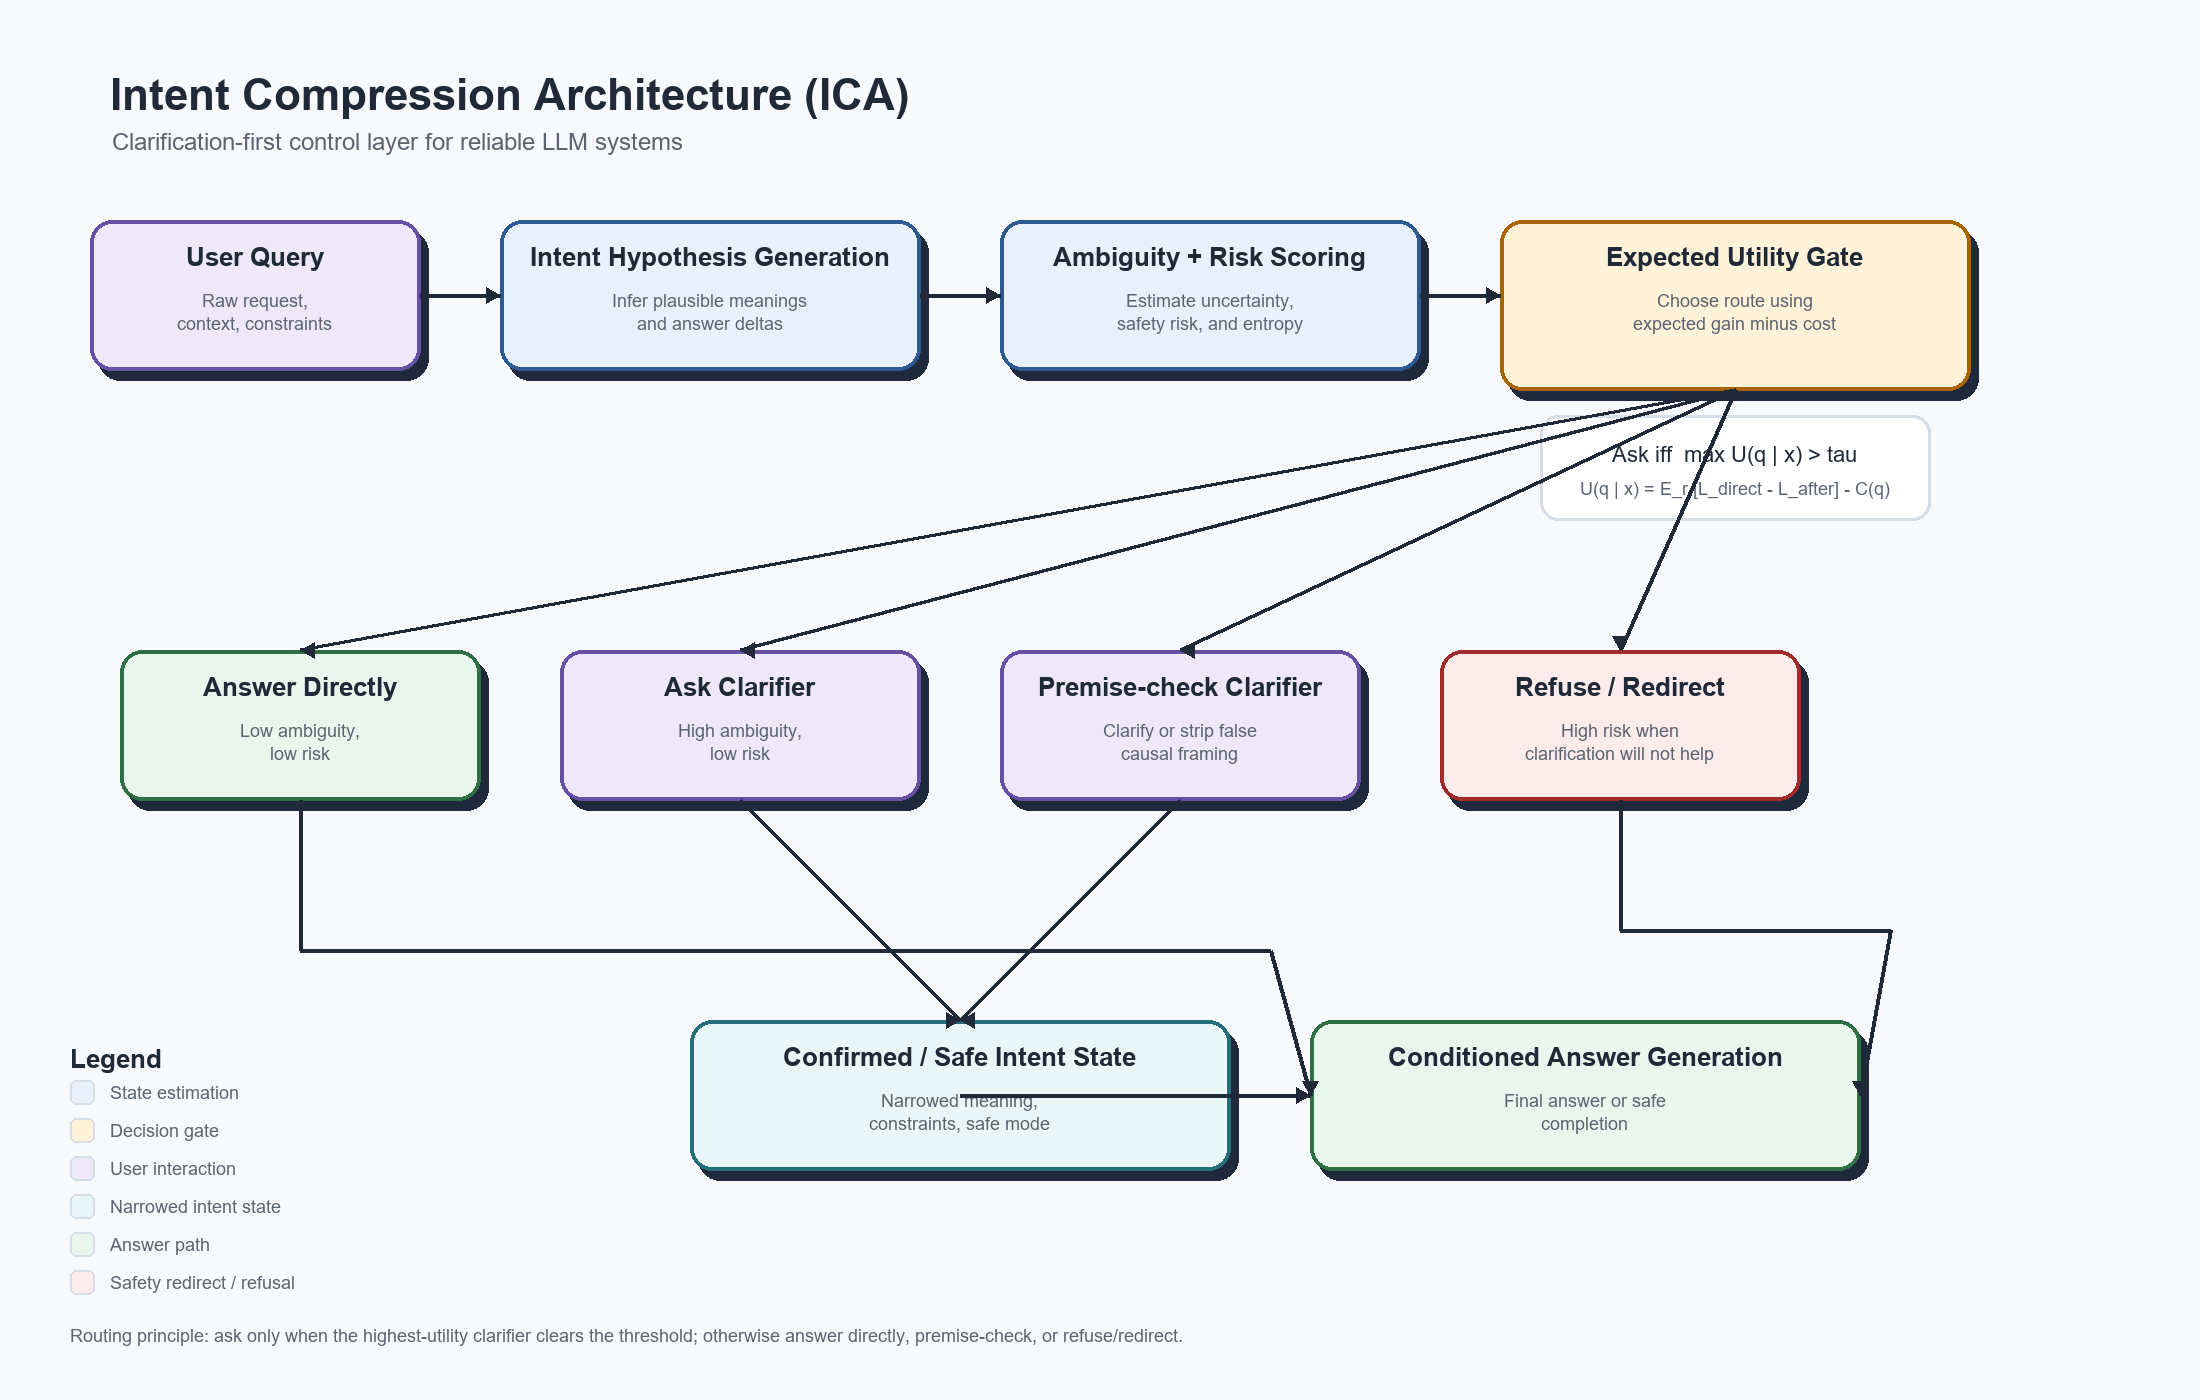 Intent Compression Architecture (ICA)
Clarification-first control layer for reliable LLM systems
User Query
Raw request,
context, constraints
Intent Hypothesis Generation
Infer plausible meanings
and answer deltas
Ambiguity + Risk Scoring
Estimate uncertainty,
safety risk, and entropy
Expected Utility Gate
Choose route using
expected gain minus cost
Ask iff  max U(q | x) > tau
U(q | x) = E_r[L_direct - L_after] - C(q)
Answer Directly
Low ambiguity,
low risk
Ask Clarifier
High ambiguity,
low risk
Premise-check Clarifier
Clarify or strip false
causal framing
Refuse / Redirect
High risk when
clarification will not help
Confirmed / Safe Intent State
Narrowed meaning,
constraints, safe mode
Conditioned Answer Generation
Final answer or safe
completion
Legend
State estimation
Decision gate
User interaction
Narrowed intent state
Answer path
Safety redirect / refusal
Routing principle: ask only when the highest-utility clarifier clears the threshold; otherwise answer directly, premise-check, or refuse/redirect.